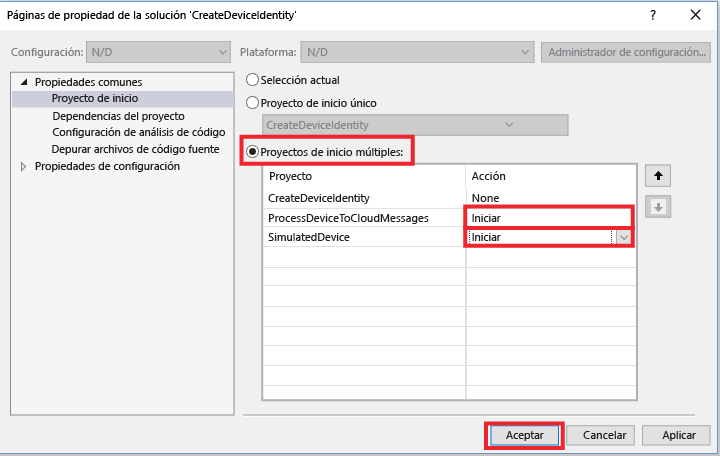 Páginas de propiedad de la solución 'CreateDeviceIdentity'
?
Configuración: N/D Plataforma: N/D Administrador de configuración...
Propiedades comunes
Proyecto de inicio
Dependencias del proyecto
Configuración de análisis de código
Depurar archivos de código fuente
Propiedades de configuración
Selección actual
Proyecto de inicio único
CreateDeviceIdentity
Proyectos de inicio múltiples:
Proyecto Acción
CreateDeviceIdentity None
ProcessDeviceToCloudMessages Iniciar
SimulatedDevice Iniciar
Aceptar Cancelar Aplicar